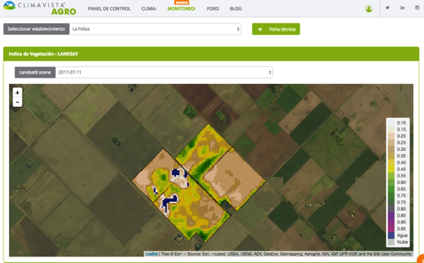 CLIMAVISTA
AGRO
PANEL DE CONTROL
CLIMA
MONITOREO
FORO
BLOG
Seleccionar establecimiento
La Felisa
Ficha técnica
Indice de Vegetación - LANDSAT
Landsat8 scene
2017-07-11
+
−
0.10
0.15
0.20
0.25
0.30
0.35
0.40
0.45
0.50
0.55
0.60
0.65
0.70
0.75
0.80
0.85
0.90
0.95
Agua
Nube
Leaflet | Tiles © Esri — Source: Esri, i-cubed, USDA, USGS, AEX, GeoEye, Getmapping, Aerogrid, IGN, IGP, UPR-EGP, and the GIS User Community